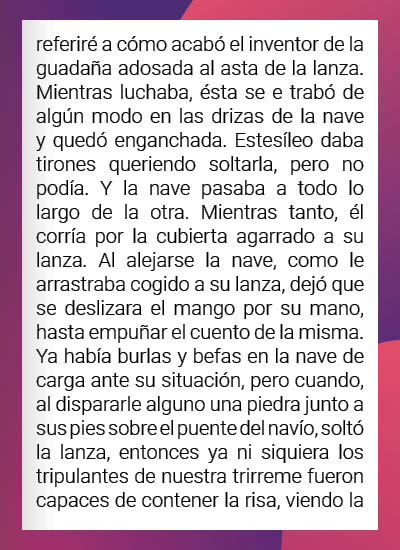 referiré a cómo acabó el inventor de la
guadaña adosada al asta de la lanza.
Mientras luchaba, ésta se e trabó de
algún modo en las drizas de la nave
y quedó enganchada. Estesíleo daba
tirones queriendo soltarla, pero no
podía. Y la nave pasaba a todo lo
largo de la otra. Mientras tanto, él
corría por la cubierta agarrado a su
lanza. Al alejarse la nave, como le
arrastraba cogido a su lanza, dejó que
se deslizara el mango por su mano,
hasta empuñar el cuento de la misma.
Ya había burlas y befas en la nave de
carga ante su situación, pero cuando,
al dispararle alguno una piedra junto a
sus pies sobre el puente del navío, soltó
la lanza, entonces ya ni siquiera los
tripulantes de nuestra trirreme fueron
capaces de contener la risa, viendo la